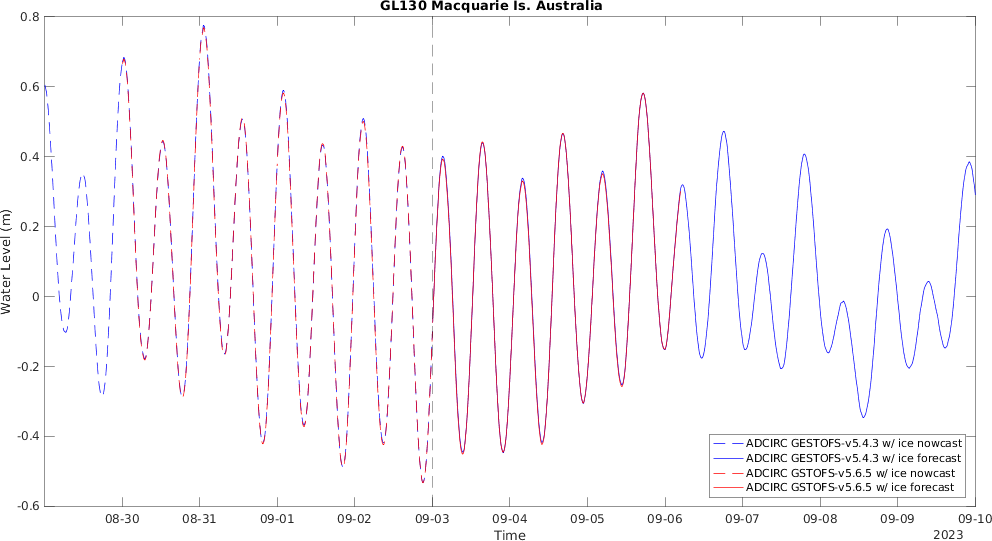 GL130 Macquarie Is. Australia
0.8
0.6
0.4
0.2
0
-0.2
-0.4
-0.6
Water Level (m)
ADCIRC GESTOFS-v5.4.3 w/ ice nowcast
ADCIRC GESTOFS-v5.4.3 w/ ice forecast
ADCIRC GSTOFS-v5.6.5 w/ ice nowcast
ADCIRC GSTOFS-v5.6.5 w/ ice forecast
08-30 08-31 09-01 09-02 09-03 09-04 09-05 09-06 09-07 09-08 09-09 09-10
Time
2023